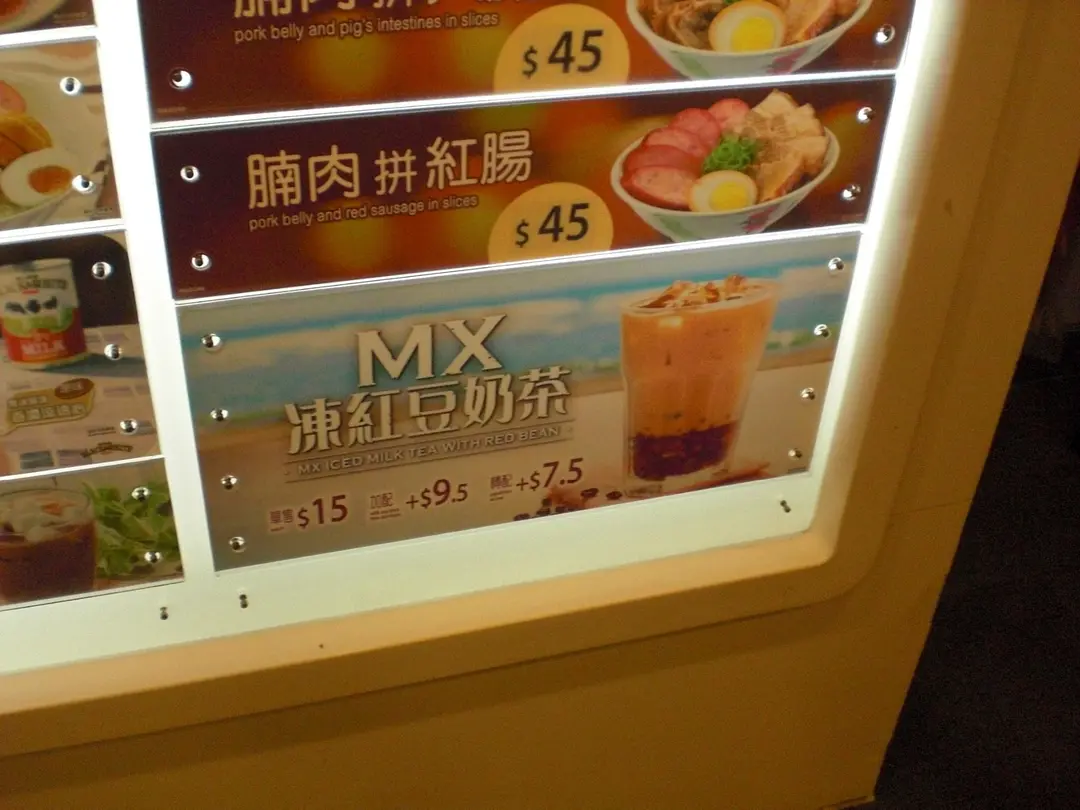 pork belly and pig's intestines in slices
$45
腩肉拼紅腸
pork belly and red sausage in slices
$45
MX
凍紅豆奶茶
MX ICED MILK TEA WITH RED BEAN
單售 $15 加配 +$9.5 轉配 +$7.5